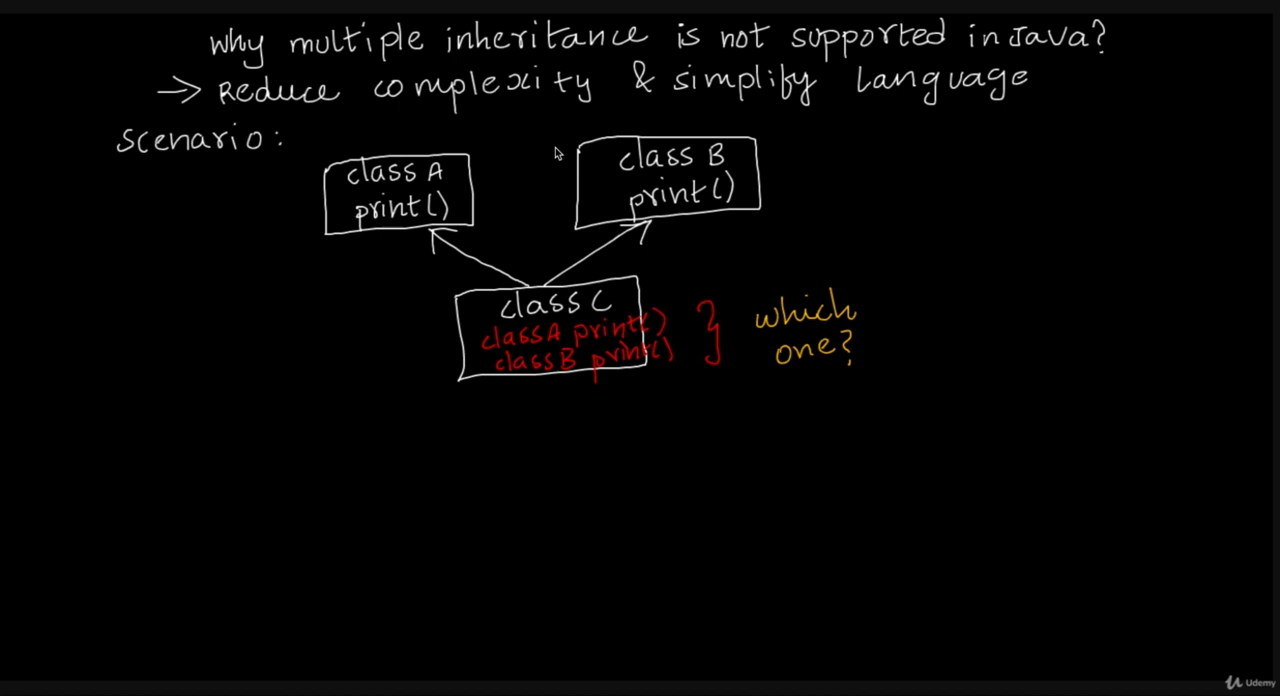 Why multiple inheritance is not supported in Java?
→ Reduce complexity & simplify language
scenario:
class A
print()
class B
print()
class C
class A print()
class B print()
}
which
one?
Udemy